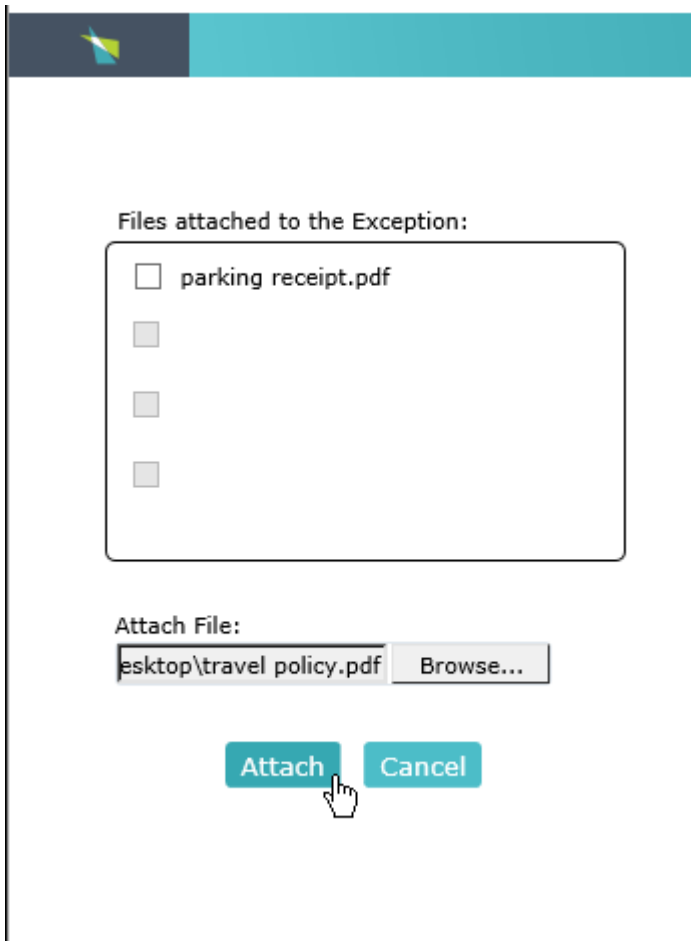 Files attached to the Exception:
parking receipt.pdf
Attach File:
esktop\travel policy.pdf Browse...
Attach Cancel